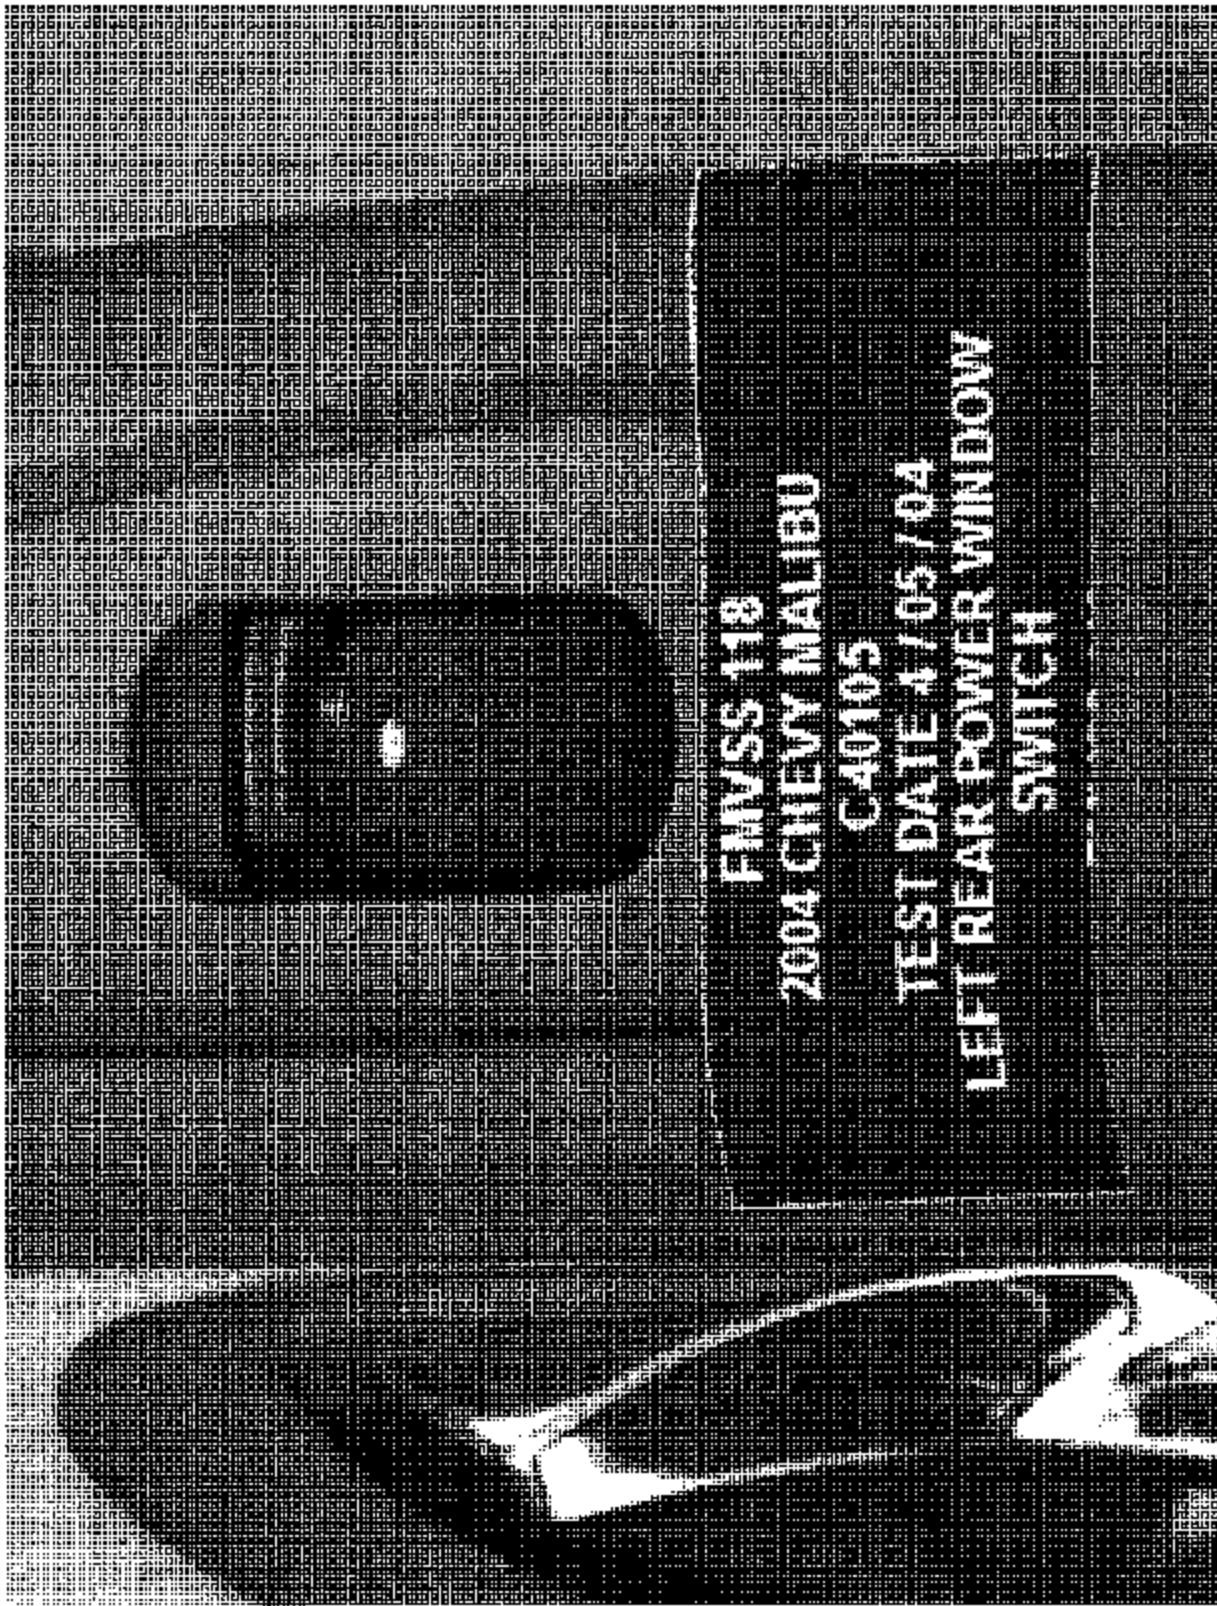 FMVSS 118
2004 CHEVY MALIBU
C40105
TEST DATE 4/05/04
LEFT REAR POWER WINDOW
SWITCH